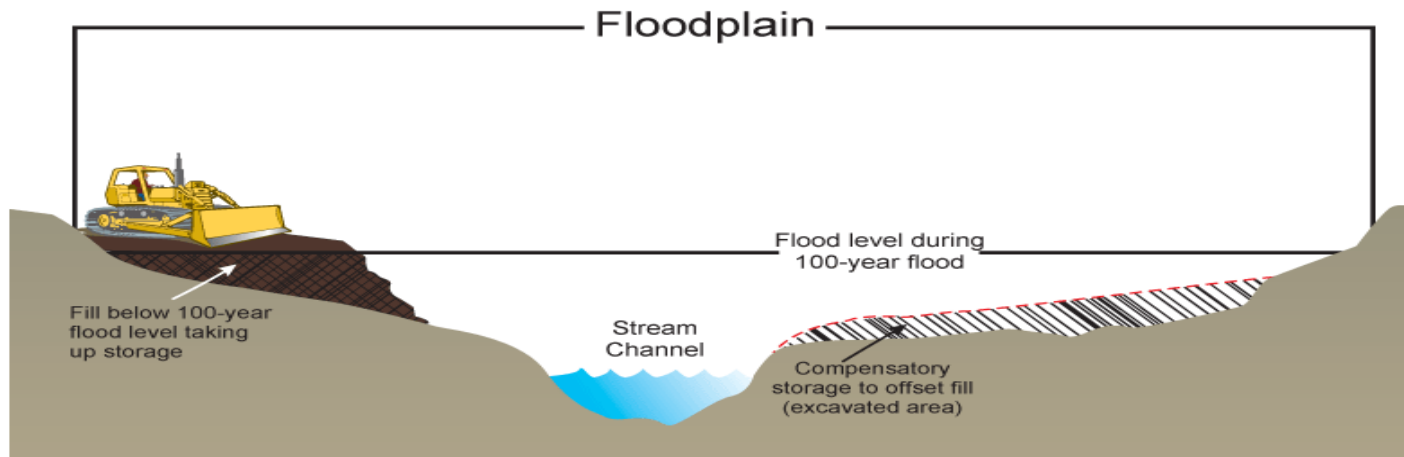 Floodplain
Flood level during
100-year flood
Fill below 100-year
flood level taking
up storage
Stream
Channel
Compensatory
storage to offset fill
(excavated area)